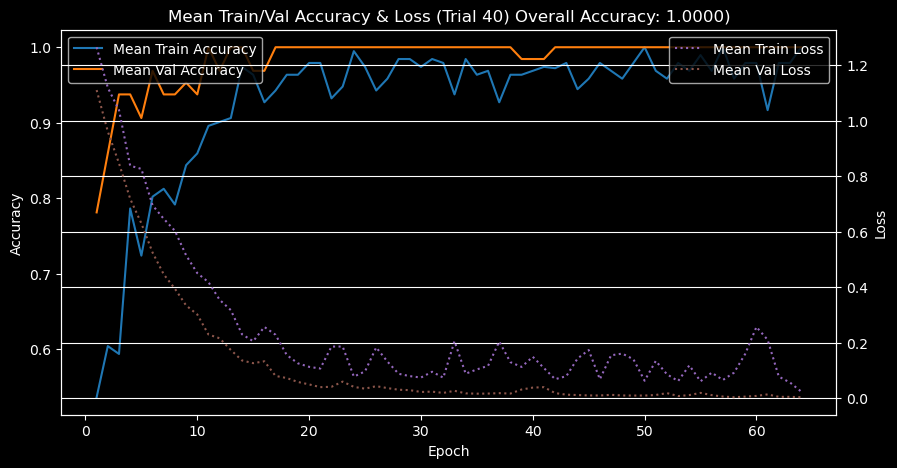 Mean Train/Val Accuracy & Loss (Trial 40) Overall Accuracy: 1.0000)
Mean Train Accuracy
Mean Val Accuracy
Mean Train Loss
Mean Val Loss
Accuracy
1.0
0.9
0.8
0.7
0.6
Loss
1.2
1.0
0.8
0.6
0.4
0.2
0.0
0 10 20 30 40 50 60
Epoch